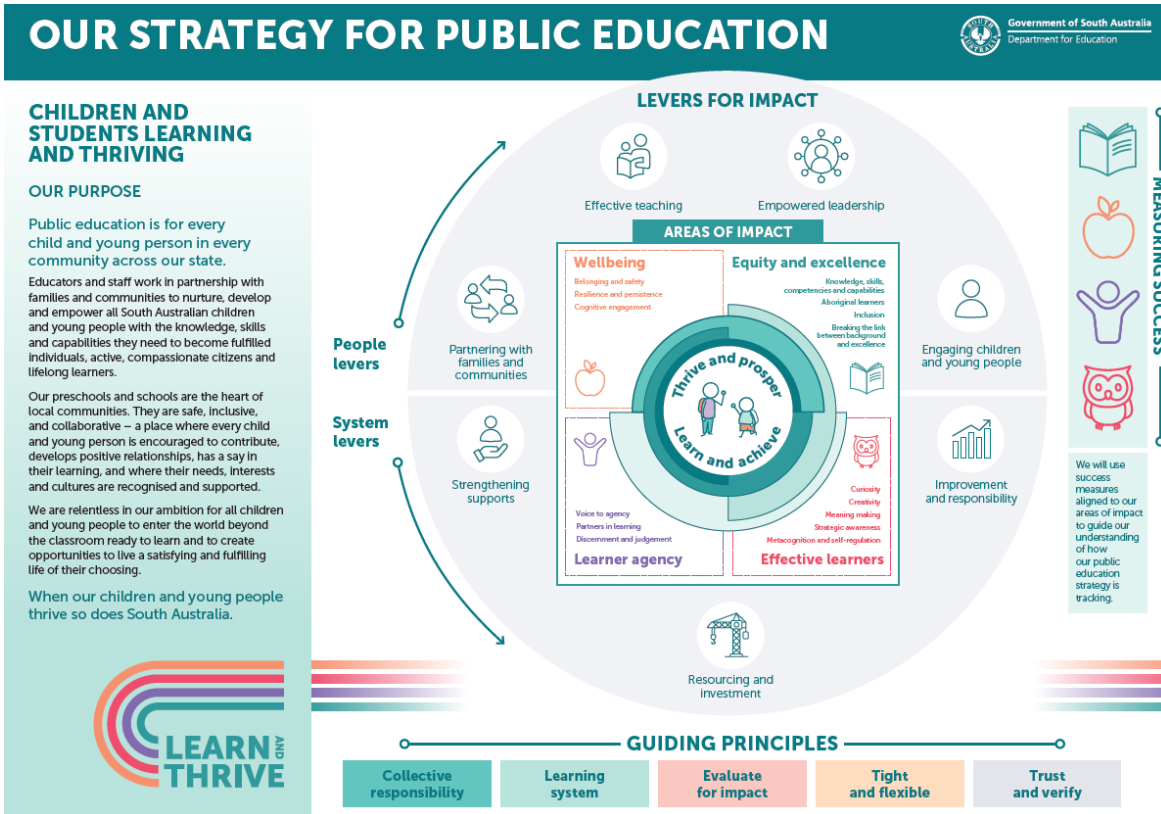 OUR STRATEGY FOR PUBLIC EDUCATION
SOUTH AUSTRALIA
Government of South Australia
Department for Education
CHILDREN AND
STUDENTS LEARNING
AND THRIVING
OUR PURPOSE
Public education is for every
child and young person in every
community across our state.
Educators and staff work in partnership with
families and communities to nurture, develop
and empower all South Australian children
and young people with the knowledge, skills
and capabilities they need to become fulfilled
individuals, active, compassionate citizens and
lifelong learners.
Our preschools and schools are the heart of
local communities. They are safe, inclusive,
and collaborative – a place where every child
and young person is encouraged to contribute,
develops positive relationships, has a say in
their learning, and where their needs, interests
and cultures are recognised and supported.
We are relentless in our ambition for all children
and young people to enter the world beyond
the classroom ready to learn and to create
opportunities to live a satisfying and fulfilling
life of their choosing.
When our children and young people
thrive so does South Australia.
LEARN AND
THRIVE
LEVERS FOR IMPACT
Effective teaching
Empowered leadership
People
levers
Partnering with
families and
communities
Engaging children
and young people
System
levers
Strengthening
supports
Improvement
and responsibility
Resourcing and
investment
AREAS OF IMPACT
Wellbeing
Belonging and safety
Resilience and persistence
Cognitive engagement
Equity and excellence
Knowledge, skills,
competencies and capabilities
Aboriginal learners
Inclusion
Breaking the link
between background
and excellence
Thrive and prosper
Learn and achieve
Voice to agency
Partners in learning
Discernment and judgement
Learner agency
Curiosity
Creativity
Meaning making
Strategic awareness
Metacognition and self-regulation
Effective learners
MEASURING SUCCESS
We will use
success
measures
aligned to our
areas of impact
to guide our
understanding
of how
our public
education
strategy is
tracking.
GUIDING PRINCIPLES
Collective
responsibility
Learning
system
Evaluate
for impact
Tight
and flexible
Trust
and verify